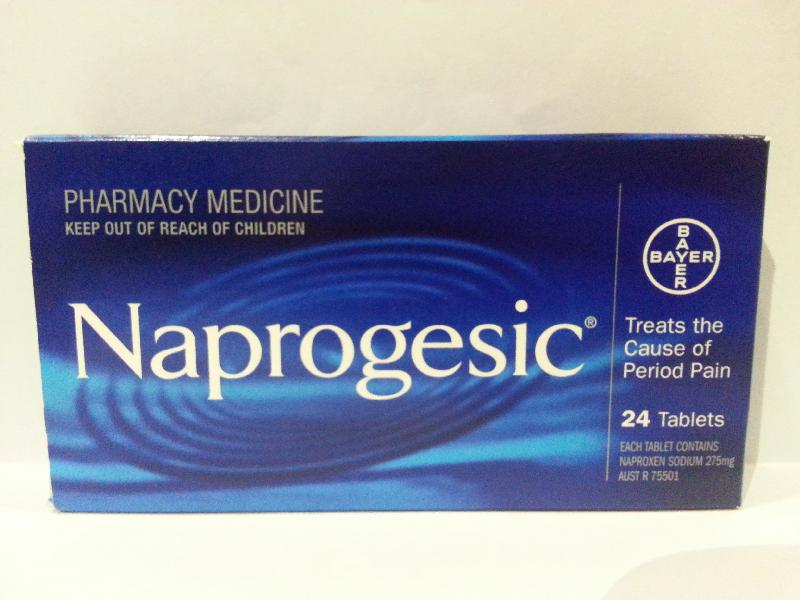 PHARMACY MEDICINE
KEEP OUT OF REACH OF CHILDREN
Naprogesic®
BAYER
BAYER
Treats the
Cause of
Period Pain
24 Tablets
EACH TABLET CONTAINS
NAPROXEN SODIUM 275mg
AUST R 75501